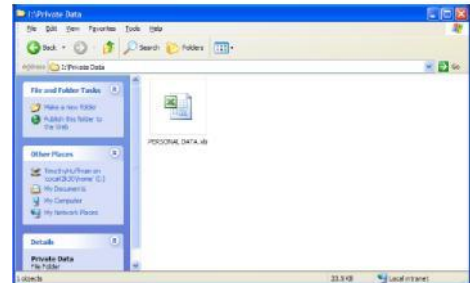 I:\Private Data
File Edit View Favorites Tools Help
Back Search Folders
Address I:\Private Data Go
File and Folder Tasks
Make a new folder
Publish this folder to
the Web
Other Places
My Documents
My Computer
My Network Places
Details
Private Data
File Folder
PERSONAL DATA.xls
1 objects 23.5 KB Local intranet